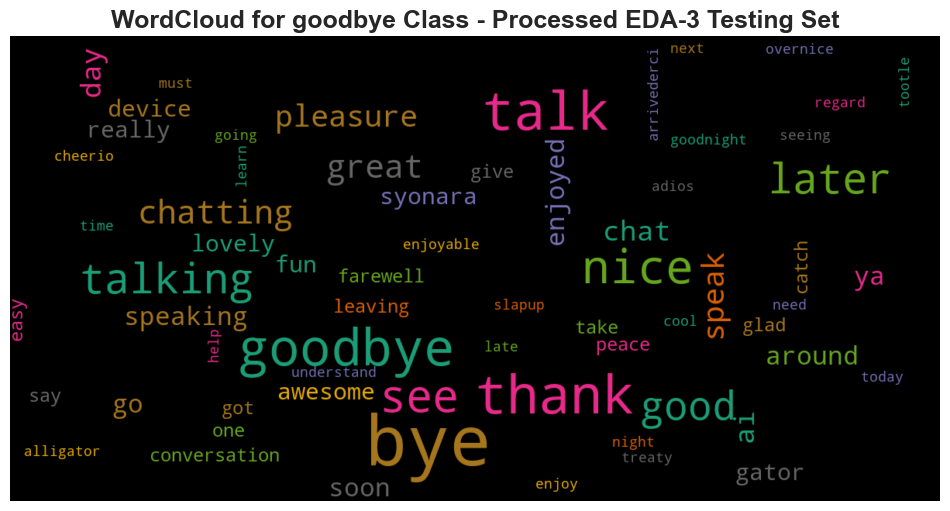 WordCloud for goodbye Class - Processed EDA-3 Testing Set
day
must
device
really
going
cheerio
learn
pleasure
talk
great
give
enjoyed
next
overnice
arrivederci
tootle
regard
goodnight
seeing
adios
later
syonara
chatting
time
lovely
enjoyable
chat
talking
fun
farewell
nice
speak
catch
ya
easy
speaking
leaving
slapup
need
cool
glad
take
peace
help
goodbye
late
around
understand
today
say
go
got
awesome
see
thank
good
al
one
bye
night
treaty
alligator
conversation
soon
enjoy
gator